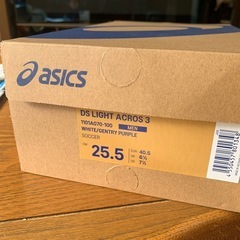 asics
DS LIGHT ACROS 3
1101A070-100 MEN
WHITE/GENTRY PURPLE
SOCCER
25.5
40.5
6½
7½